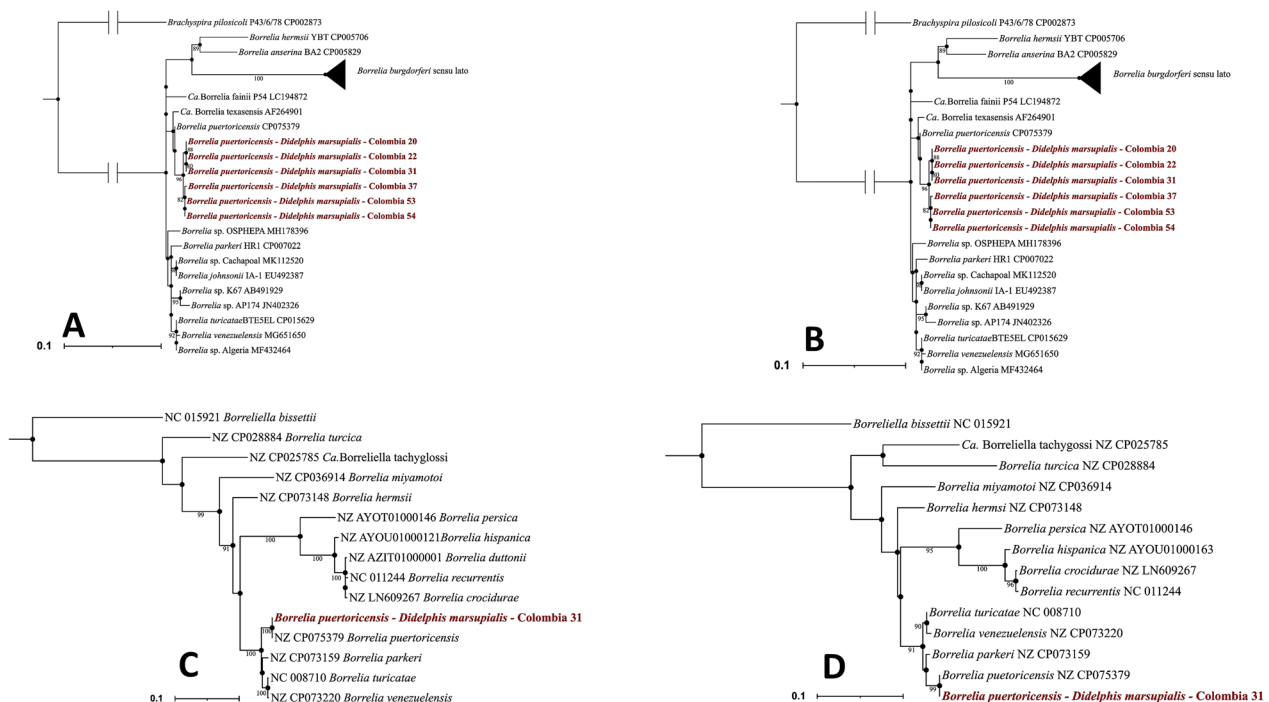 Brachyspira pilosicoli P43/6/78 CP002873
Borrelia hermsii YBT CP005706
89
Borrelia anserina BA2 CP005829
Borrelia burgdorferi sensu lato
100
Ca.Borrelia fainii P54 LC194872
Ca. Borrelia texasensis AF264901
Borrelia puertoricensis CP075379
Borrelia puertoricensis - Didelphis marsupialis - Colombia 20
88
Borrelia puertoricensis - Didelphis marsupialis - Colombia 22
Borrelia puertoricensis - Didelphis marsupialis - Colombia 31
96
Borrelia puertoricensis - Didelphis marsupialis - Colombia 37
82
Borrelia puertoricensis - Didelphis marsupialis - Colombia 53
Borrelia puertoricensis - Didelphis marsupialis - Colombia 54
Borrelia sp. OSPHEPA MH178396
Borrelia parkeri HR1 CP007022
Borrelia sp. Cachapoal MK112520
Borrelia johnsonii IA-1 EU492387
Borrelia sp. K67 AB491929
95
Borrelia sp. AP174 JN402326
Borrelia turicataeBTE5EL CP015629
92
Borrelia venezuelensis MG651650
Borrelia sp. Algeria MF432464
A
0.1
Brachyspira pilosicoli P43/6/78 CP002873
Borrelia hermsii YBT CP005706
89
Borrelia anserina BA2 CP005829
Borrelia burgdorferi sensu lato
100
Ca.Borrelia fainii P54 LC194872
Ca. Borrelia texasensis AF264901
Borrelia puertoricensis CP075379
Borrelia puertoricensis - Didelphis marsupialis - Colombia 20
88
Borrelia puertoricensis - Didelphis marsupialis - Colombia 22
Borrelia puertoricensis - Didelphis marsupialis - Colombia 31
96
Borrelia puertoricensis - Didelphis marsupialis - Colombia 37
82
Borrelia puertoricensis - Didelphis marsupialis - Colombia 53
Borrelia puertoricensis - Didelphis marsupialis - Colombia 54
Borrelia sp. OSPHEPA MH178396
Borrelia parkeri HR1 CP007022
Borrelia sp. Cachapoal MK112520
Borrelia johnsonii IA-1 EU492387
Borrelia sp. K67 AB491929
95
Borrelia sp. AP174 JN402326
Borrelia turicataeBTE5EL CP015629
92
Borrelia venezuelensis MG651650
Borrelia sp. Algeria MF432464
B
0.1
NC 015921 Borreliella bissettii
NZ CP028884 Borrelia turcica
NZ CP025785 Ca.Borreliella tachyglossi
NZ CP036914 Borrelia miyamotoi
99
NZ CP073148 Borrelia hermsii
NZ AYOT01000146 Borrelia persica
100
91
NZ AYOU01000121Borrelia hispanica
100
NZ AZIT01000001 Borrelia duttonii
100
NC 011244 Borrelia recurrentis
NZ LN609267 Borrelia crocidurae
Borrelia puertoricensis - Didelphis marsupialis - Colombia 31
100
NZ CP075379 Borrelia puertoricensis
100
NZ CP073159 Borrelia parkeri
NC 008710 Borrelia turicatae
100
NZ CP073220 Borrelia venezuelensis
C
0.1
Borreliella bissettii NC 015921
Ca. Borreliella tachygossi NZ CP025785
Borrelia turcica NZ CP028884
Borrelia miyamotoi NZ CP036914
Borrelia hermsi NZ CP073148
Borrelia persica NZ AYOT01000146
95
Borrelia hispanica NZ AYOU01000163
100
Borrelia crocidurae NZ LN609267
96
Borrelia recurrentis NC 011244
Borrelia turicatae NC 008710
90
Borrelia venezuelensis NZ CP073220
91
Borrelia parkeri NZ CP073159
Borrelia puetoricensis NZ CP075379
99
Borrelia puertoricensis - Didelphis marsupialis - Colombia 31
D
0.1